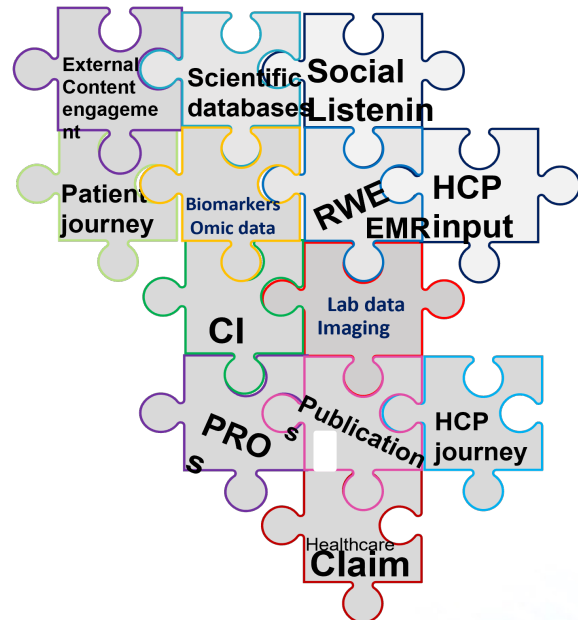 External
Content
engageme
nt
Scientific
databases
Social
Listenin
Patient
journey
Biomarkers
Omic data
RWE
EMR
HCP
input
CI
Lab data
Imaging
PRO
s
Publication
s
HCP
journey
Healthcare
Claim